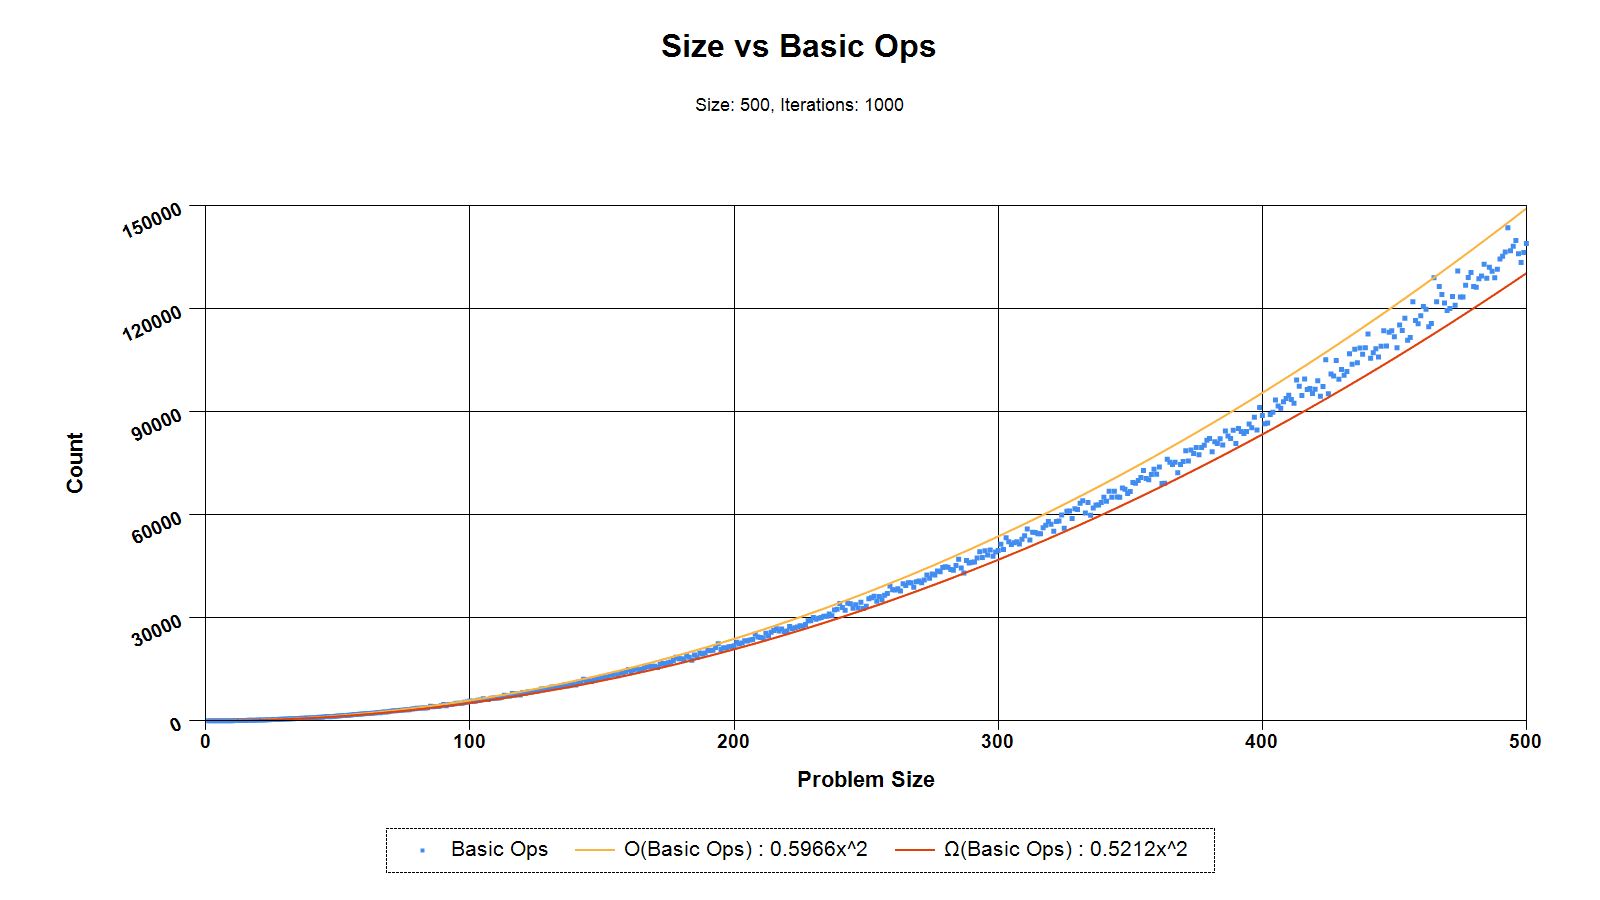 Size vs Basic Ops
Size: 500, Iterations: 1000
150000
120000
90000
60000
30000
0
Count
0 100 200 300 400 500
Problem Size
Basic Ops O(Basic Ops) : 0.5966x^2 Ω(Basic Ops) : 0.5212x^2